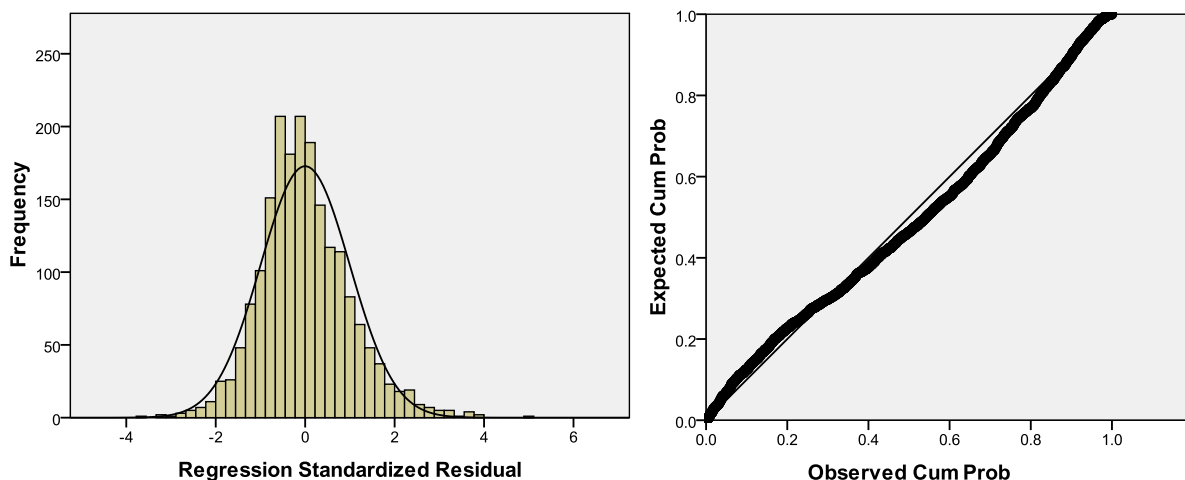 250
200
150
100
50
0
Frequency
-4 -2 0 2 4 6
Regression Standardized Residual
1.0
0.8
0.6
0.4
0.2
0.0
Expected Cum Prob
0.0 0.2 0.4 0.6 0.8 1.0
Observed Cum Prob